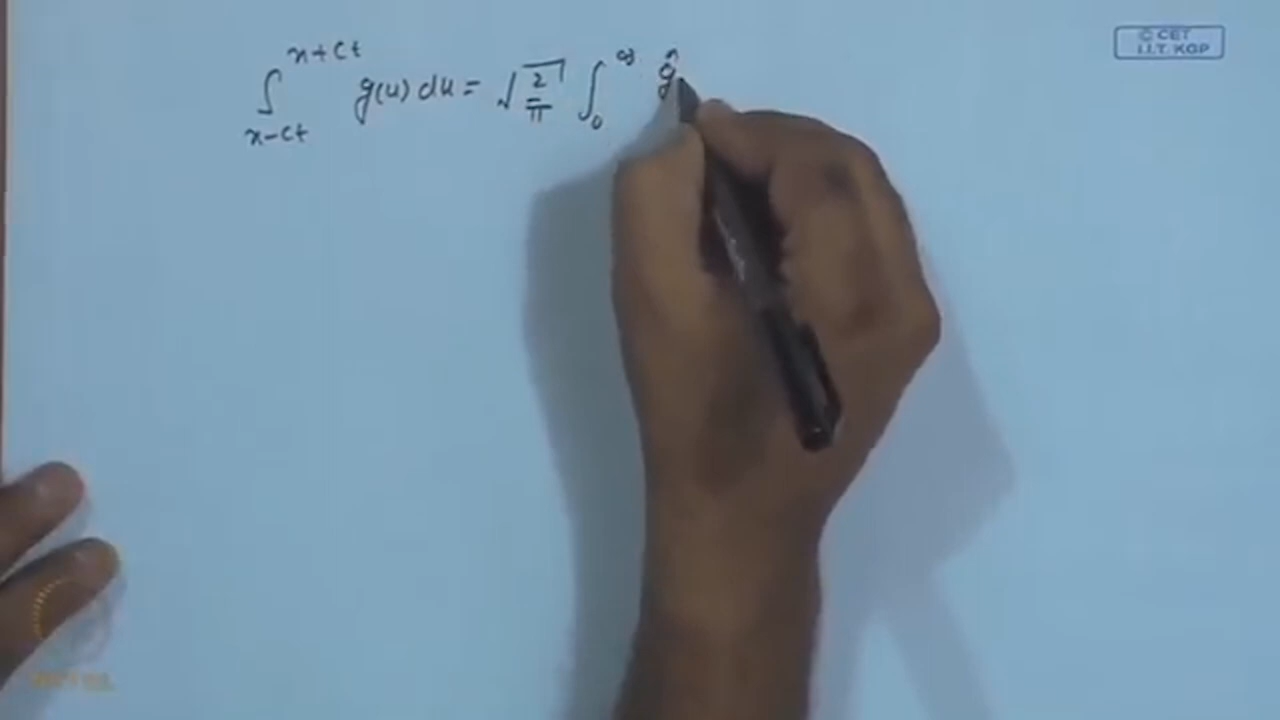 ∫_{x-ct}^{x+ct} g(u) du = √(2/π) ∫_0^∞ ĝ
© CET
I.I.T. KGP